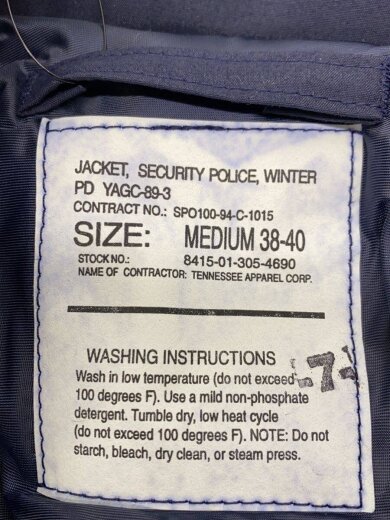 JACKET, SECURITY POLICE, WINTER
PD YAGC-89-3
CONTRACT NO.: SPO100-94-C-1015
SIZE: MEDIUM 38-40
STOCK NO.: 8415-01-305-4690
NAME OF CONTRACTOR: TENNESSEE APPAREL CORP.
WASHING INSTRUCTIONS
-7-
Wash in low temperature (do not exceed
100 degrees F). Use a mild non-phosphate
detergent. Tumble dry, low heat cycle
(do not exceed 100 degrees F). NOTE: Do not
starch, bleach, dry clean, or steam press.